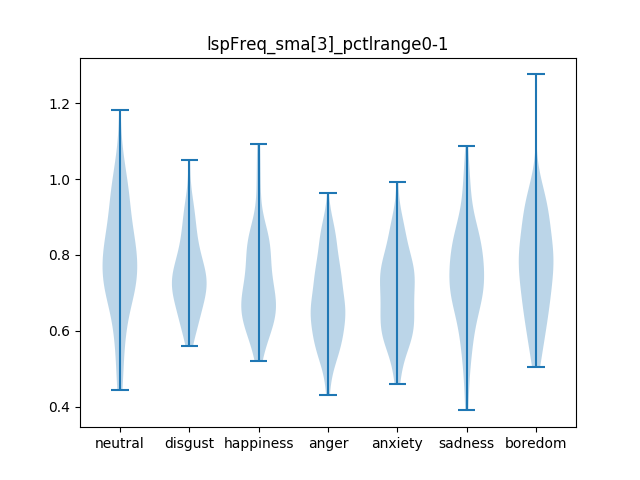 lspFreq_sma[3]_pctlrange0-1
1.2
1.0
0.8
0.6
0.4
neutral disgust happiness anger anxiety sadness boredom